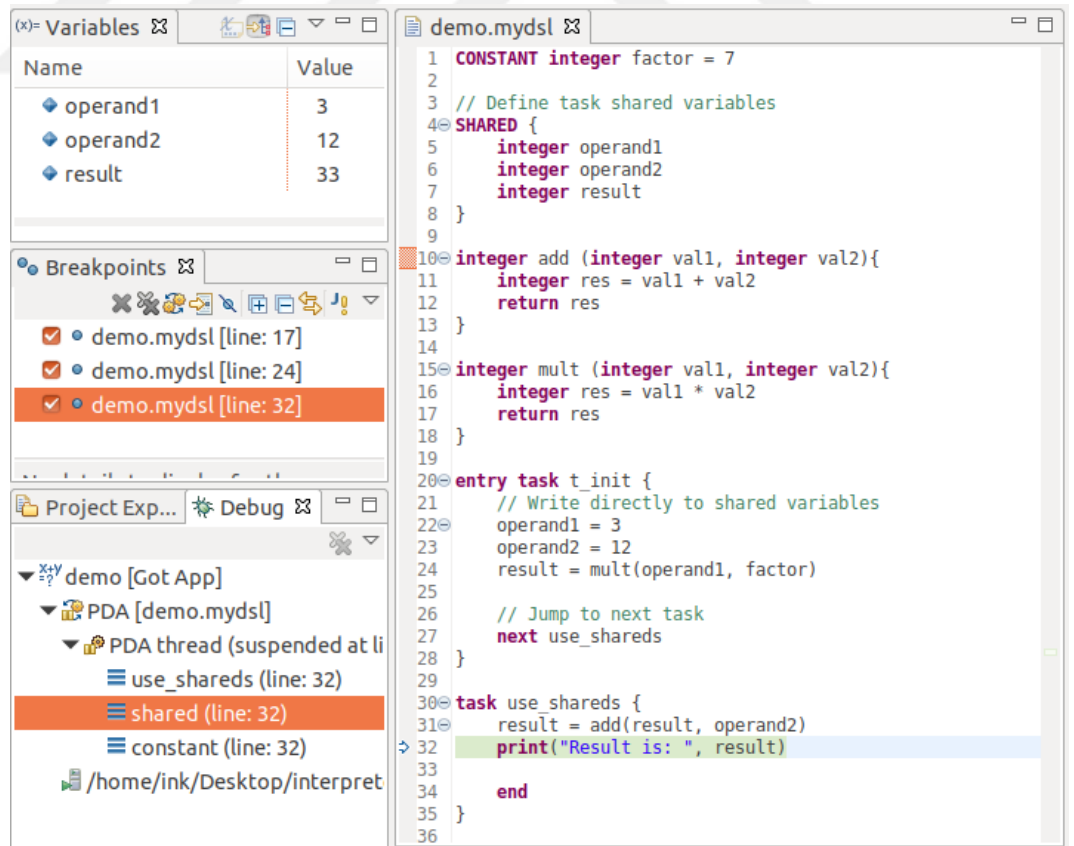 (x)= Variables
Name Value
operand1 3
operand2 12
result 33
Breakpoints
demo.mydsl [line: 17]
demo.mydsl [line: 24]
demo.mydsl [line: 32]
Project Exp... Debug
demo [Got App]
PDA [demo.mydsl]
PDA thread (suspended at li
use_shareds (line: 32)
shared (line: 32)
constant (line: 32)
/home/ink/Desktop/interpret
demo.mydsl
1 CONSTANT integer factor = 7
2
3 // Define task shared variables
4 SHARED {
5 integer operand1
6 integer operand2
7 integer result
8 }
9
10 integer add (integer val1, integer val2){
11 integer res = val1 + val2
12 return res
13 }
14
15 integer mult (integer val1, integer val2){
16 integer res = val1 * val2
17 return res
18 }
19
20 entry task t_init {
21 // Write directly to shared variables
22 operand1 = 3
23 operand2 = 12
24 result = mult(operand1, factor)
25
26 // Jump to next task
27 next use_shareds
28 }
29
30 task use_shareds {
31 result = add(result, operand2)
32 print("Result is: ", result)
33
34 end
35 }
36